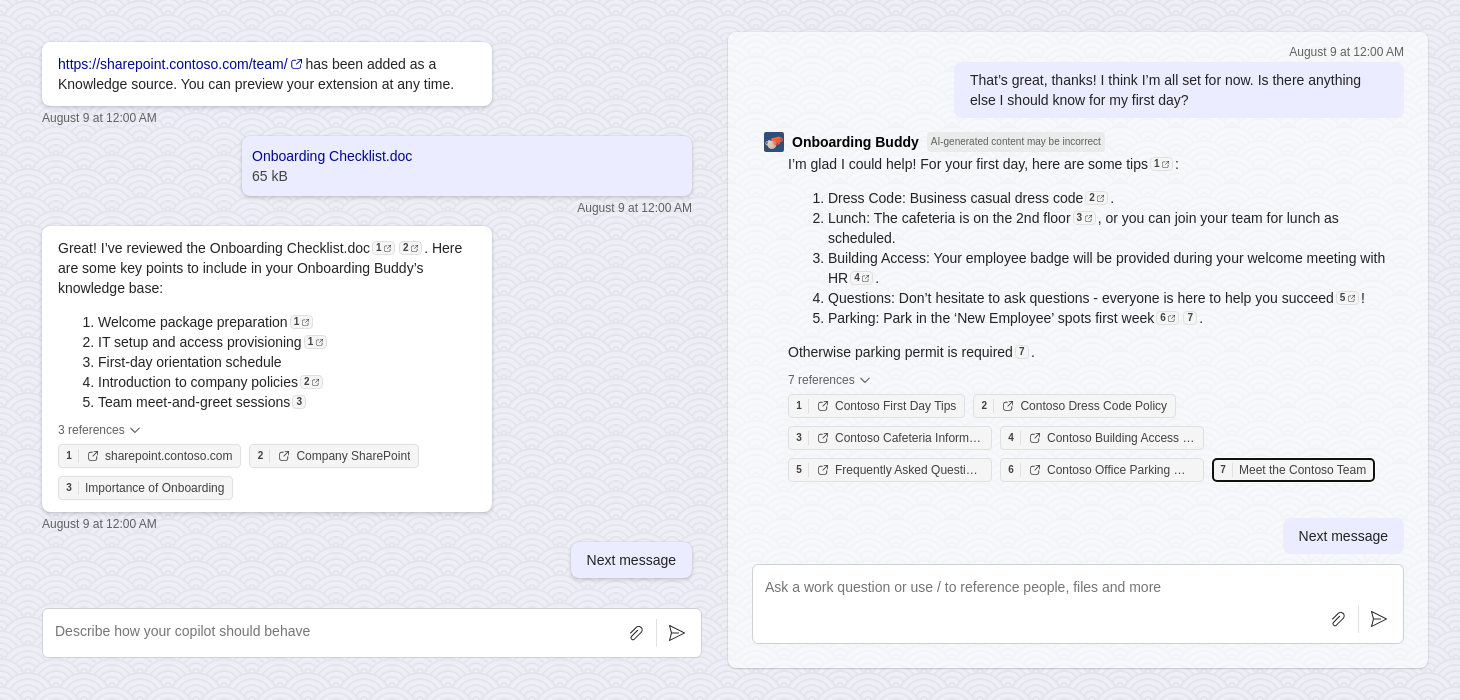 https://sharepoint.contoso.com/team/ has been added as a
Knowledge source. You can preview your extension at any time.
August 9 at 12:00 AM
Onboarding Checklist.doc
65 kB
August 9 at 12:00 AM
Great! I’ve reviewed the Onboarding Checklist.doc 1 2 . Here
are some key points to include in your Onboarding Buddy’s
knowledge base:
1. Welcome package preparation 1
2. IT setup and access provisioning 1
3. First-day orientation schedule
4. Introduction to company policies 2
5. Team meet-and-greet sessions 3
3 references
1 sharepoint.contoso.com 2 Company SharePoint
3 Importance of Onboarding
August 9 at 12:00 AM
Next message
Describe how your copilot should behave
August 9 at 12:00 AM
That’s great, thanks! I think I’m all set for now. Is there anything
else I should know for my first day?
Onboarding Buddy AI-generated content may be incorrect
I’m glad I could help! For your first day, here are some tips 1 :
1. Dress Code: Business casual dress code 2 .
2. Lunch: The cafeteria is on the 2nd floor 3 , or you can join your team for lunch as
scheduled.
3. Building Access: Your employee badge will be provided during your welcome meeting with
HR 4 .
4. Questions: Don’t hesitate to ask questions - everyone is here to help you succeed 5 !
5. Parking: Park in the ‘New Employee’ spots first week 6 7 .
Otherwise parking permit is required 7 .
7 references
1 Contoso First Day Tips 2 Contoso Dress Code Policy
3 Contoso Cafeteria Inform… 4 Contoso Building Access …
5 Frequently Asked Questi… 6 Contoso Office Parking … 7 Meet the Contoso Team
Next message
Ask a work question or use / to reference people, files and more